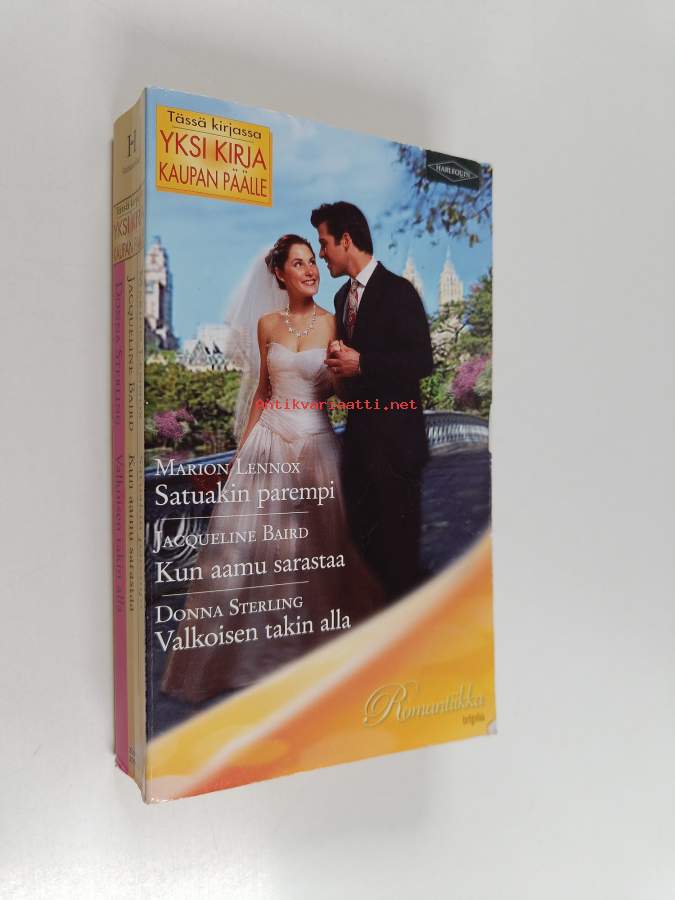 Tässä kirjassa
YKSI KIRJA
KAUPAN PÄÄLLE
HARLEQUIN
Antikvariaatti.net
MARION LENNOX
Satuakin parempi
JACQUELINE BAIRD
Kun aamu sarastaa
DONNA STERLING
Valkoisen takin alla
Romantiikka
tripla
H
JACQUELINE BAIRD Kun aamu sarastaa
DONNA STERLING Valkoisen takin alla